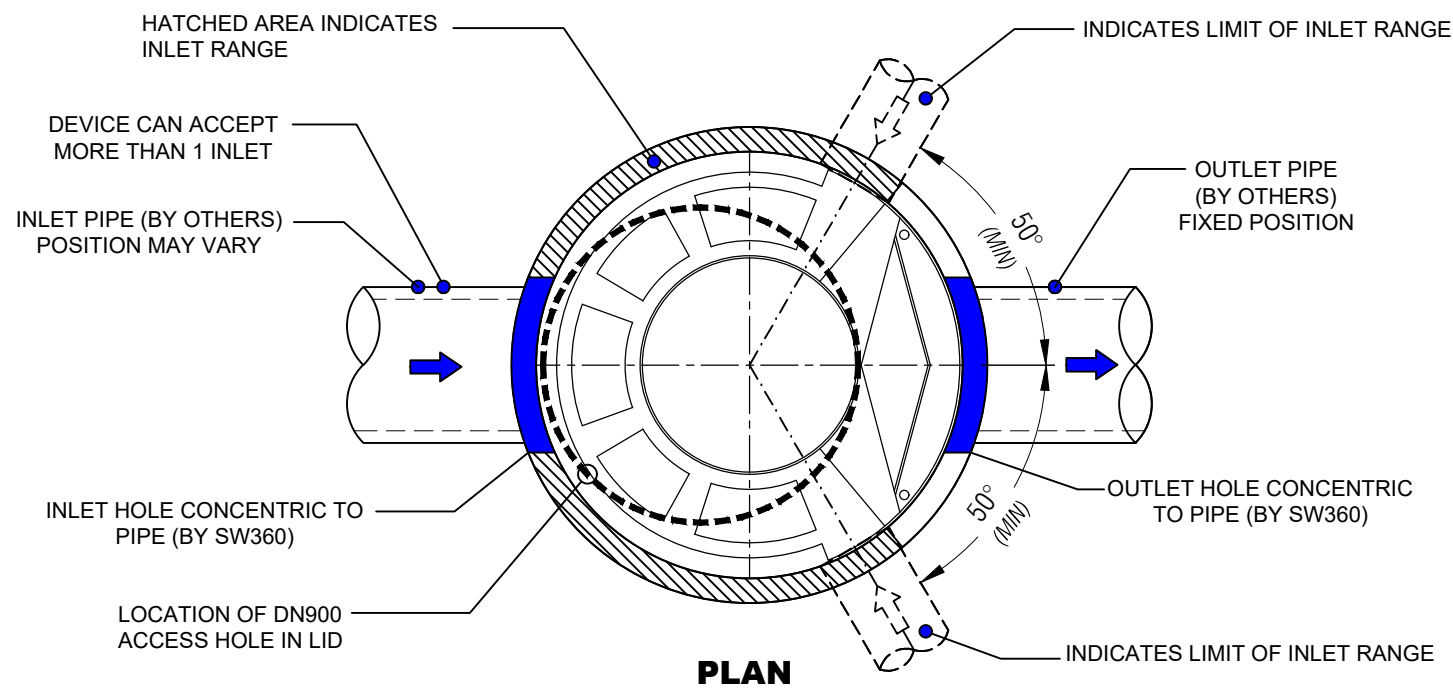 HATCHED AREA INDICATES
INLET RANGE
INDICATES LIMIT OF INLET RANGE
DEVICE CAN ACCEPT
MORE THAN 1 INLET
OUTLET PIPE
(BY OTHERS)
FIXED POSITION
INLET PIPE (BY OTHERS)
POSITION MAY VARY
50°
(MIN)
50°
(MIN)
INLET HOLE CONCENTRIC TO
PIPE (BY SW360)
OUTLET HOLE CONCENTRIC
TO PIPE (BY SW360)
LOCATION OF DN900
ACCESS HOLE IN LID
INDICATES LIMIT OF INLET RANGE
PLAN